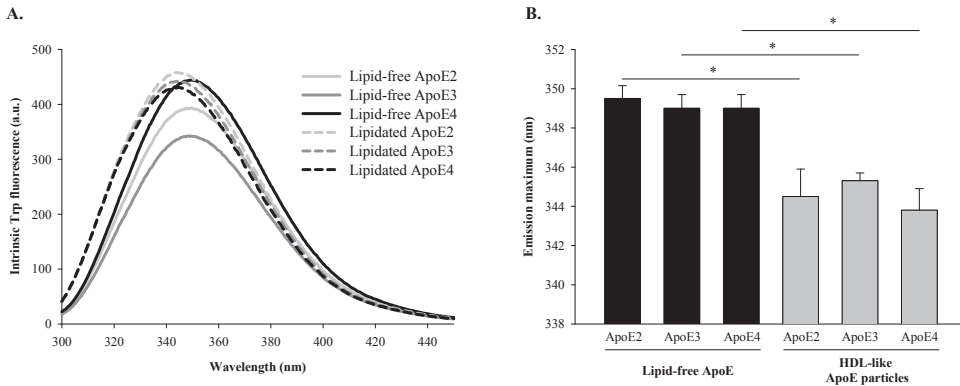 A.
500
400
300
200
100
0
Intrinsic Trp fluorescence (a.u.)
300
320
340
360
380
400
420
440
Wavelength (nm)
Lipid-free ApoE2
Lipid-free ApoE3
Lipid-free ApoE4
Lipidated ApoE2
Lipidated ApoE3
Lipidated ApoE4
B.
352
350
348
346
344
342
340
338
Emission maximum (nm)
*
*
*
ApoE2
ApoE3
ApoE4
ApoE2
ApoE3
ApoE4
Lipid-free ApoE
HDL-like
ApoE particles